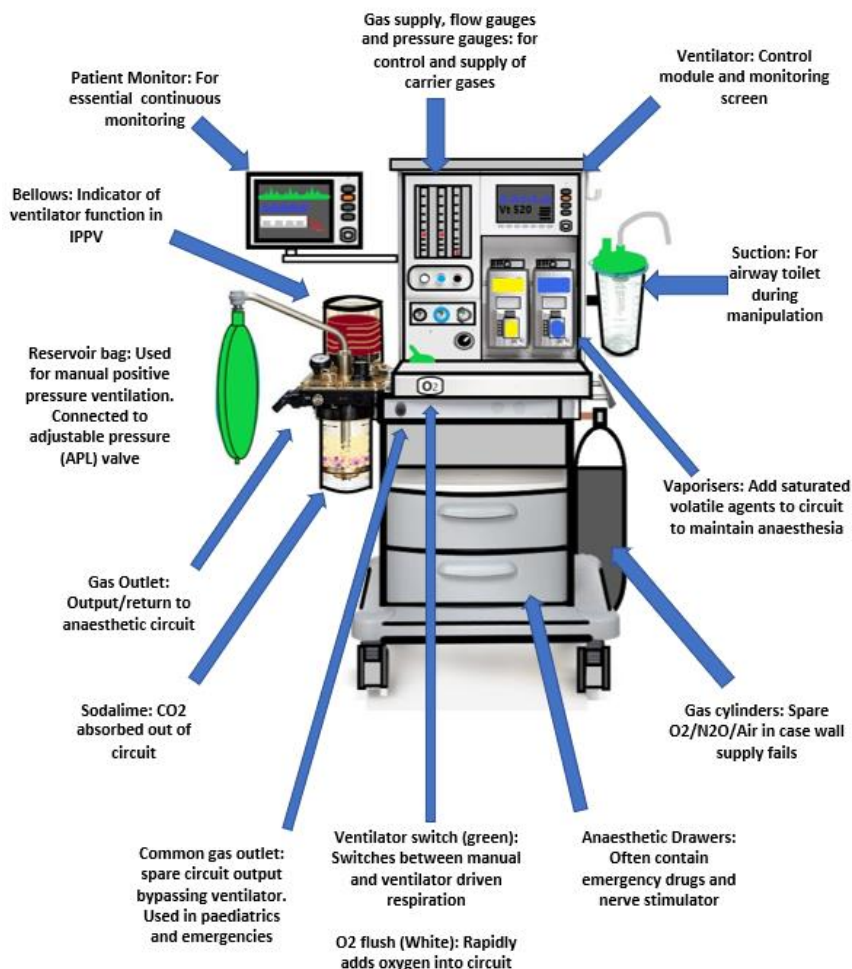 Gas supply, flow gauges
and pressure gauges: for
control and supply of
carrier gases
Ventilator: Control
module and monitoring
screen
Patient Monitor: For
essential continuous
monitoring
Bellows: Indicator of
ventilator function in
IPPV
Vt 520
Suction: For
airway toilet
during
manipulation
Reservoir bag: Used
for manual positive
pressure ventilation.
Connected to
adjustable pressure
(APL) valve
O2
Vaporisers: Add saturated
volatile agents to circuit
to maintain anaesthesia
Gas Outlet:
Output/return to
anaesthetic circuit
Sodalime: CO2
absorbed out of
circuit
Gas cylinders: Spare
O2/N2O/Air in case wall
supply fails
Common gas outlet:
spare circuit output
bypassing ventilator.
Used in paediatrics
and emergencies
Ventilator switch (green):
Switches between manual
and ventilator driven
respiration
O2 flush (White): Rapidly
adds oxygen into circuit
Anaesthetic Drawers:
Often contain
emergency drugs and
nerve stimulator